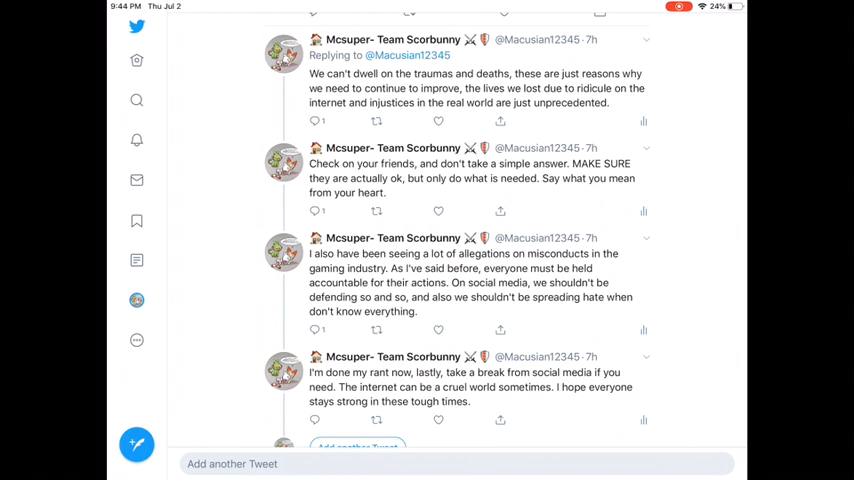 9:44 PM Thu Jul 2
24%
Mcsuper- Team Scorbunny @Macusian12345 · 7h
Replying to @Macusian12345
We can't dwell on the traumas and deaths, these are just reasons why
we need to continue to improve, the lives we lost due to ridicule on the
internet and injustices in the real world are just unprecedented.
1
Mcsuper- Team Scorbunny @Macusian12345 · 7h
Check on your friends, and don't take a simple answer. MAKE SURE
they are actually ok, but only do what is needed. Say what you mean
from your heart.
1
Mcsuper- Team Scorbunny @Macusian12345 · 7h
I also have been seeing a lot of allegations on misconducts in the
gaming industry. As I've said before, everyone must be held
accountable for their actions. On social media, we shouldn't be
defending so and so, and also we shouldn't be spreading hate when
don't know everything.
1
Mcsuper- Team Scorbunny @Macusian12345 · 7h
I'm done my rant now, lastly, take a break from social media if you
need. The internet can be a cruel world sometimes. I hope everyone
stays strong in these tough times.
Add another Tweet
Add another Tweet